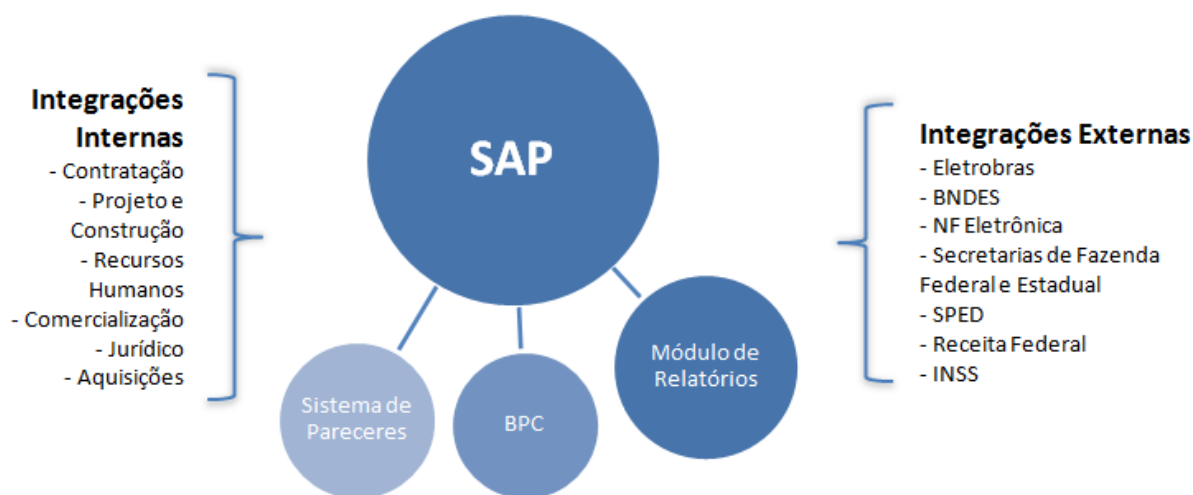 Integrações
Internas
- Contratação
- Projeto e
Construção
- Recursos
Humanos
- Comercialização
- Jurídico
- Aquisições
SAP
Sistema de
Pareceres
BPC
Módulo de
Relatórios
Integrações Externas
- Eletrobras
- BNDES
- NF Eletrônica
- Secretarias de Fazenda
Federal e Estadual
- SPED
- Receita Federal
- INSS